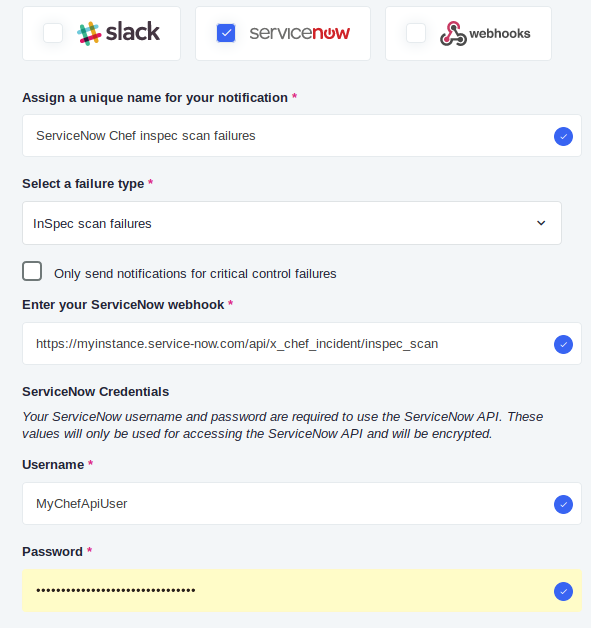 slack servicenow webhooks
Assign a unique name for your notification *
ServiceNow Chef inspec scan failures
Select a failure type *
InSpec scan failures
Only send notifications for critical control failures
Enter your ServiceNow webhook *
https://myinstance.service-now.com/api/x_chef_incident/inspec_scan
ServiceNow Credentials
Your ServiceNow username and password are required to use the ServiceNow API. These
values will only be used for accessing the ServiceNow API and will be encrypted.
Username *
MyChefApiUser
Password *
••••••••••••••••••••••••••••••••